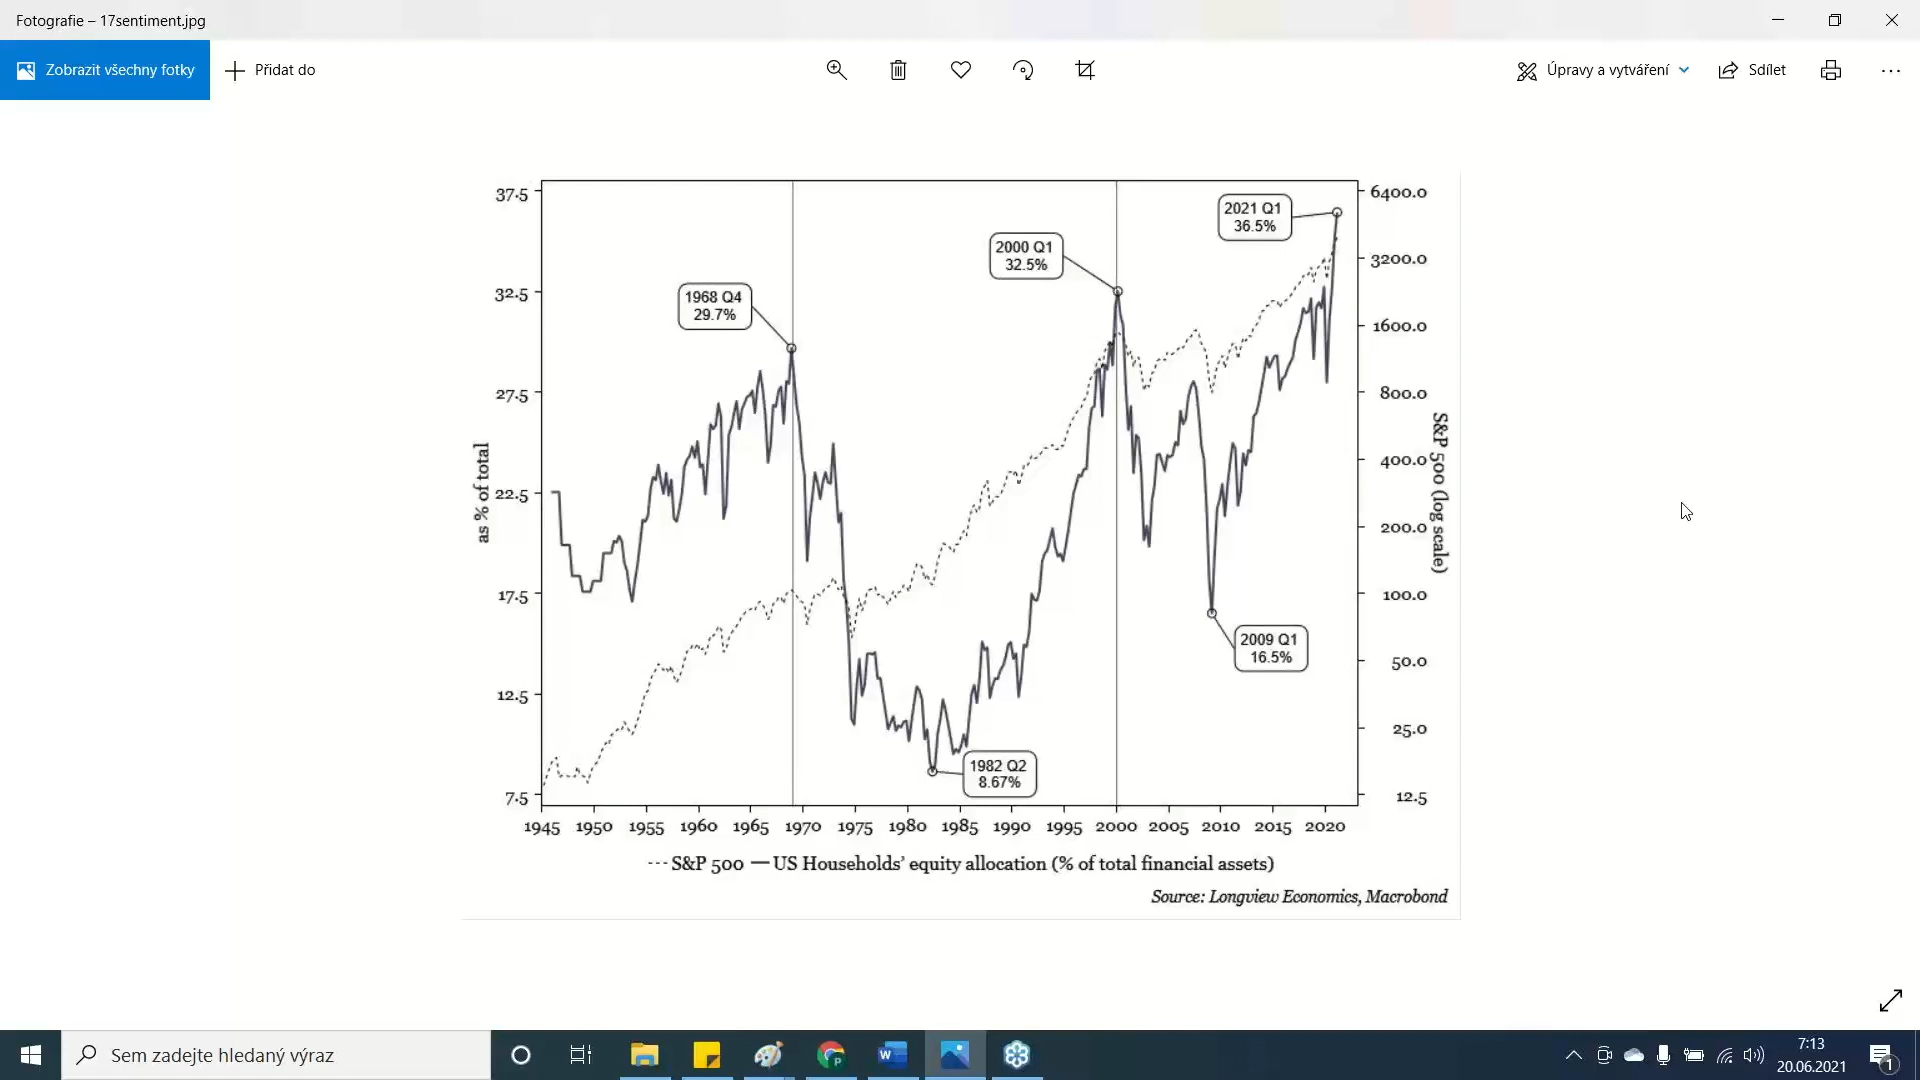 Fotografie – 17sentiment.jpg
Zobrazit všechny fotky
Přidat do
Úpravy a vytváření
Sdílet
37.5
32.5
27.5
22.5
17.5
12.5
7.5
as % of total
1968 Q4
29.7%
2000 Q1
32.5%
2021 Q1
36.5%
1982 Q2
8.67%
2009 Q1
16.5%
6400.0
3200.0
1600.0
800.0
400.0
200.0
100.0
50.0
25.0
12.5
S&P 500 (log scale)
1945 1950 1955 1960 1965 1970 1975 1980 1985 1990 1995 2000 2005 2010 2015 2020
S&P 500 US Households' equity allocation (% of total financial assets)
Source: Longview Economics, Macrobond
Sem zadejte hledaný výraz
7:13
20.06.2021
1